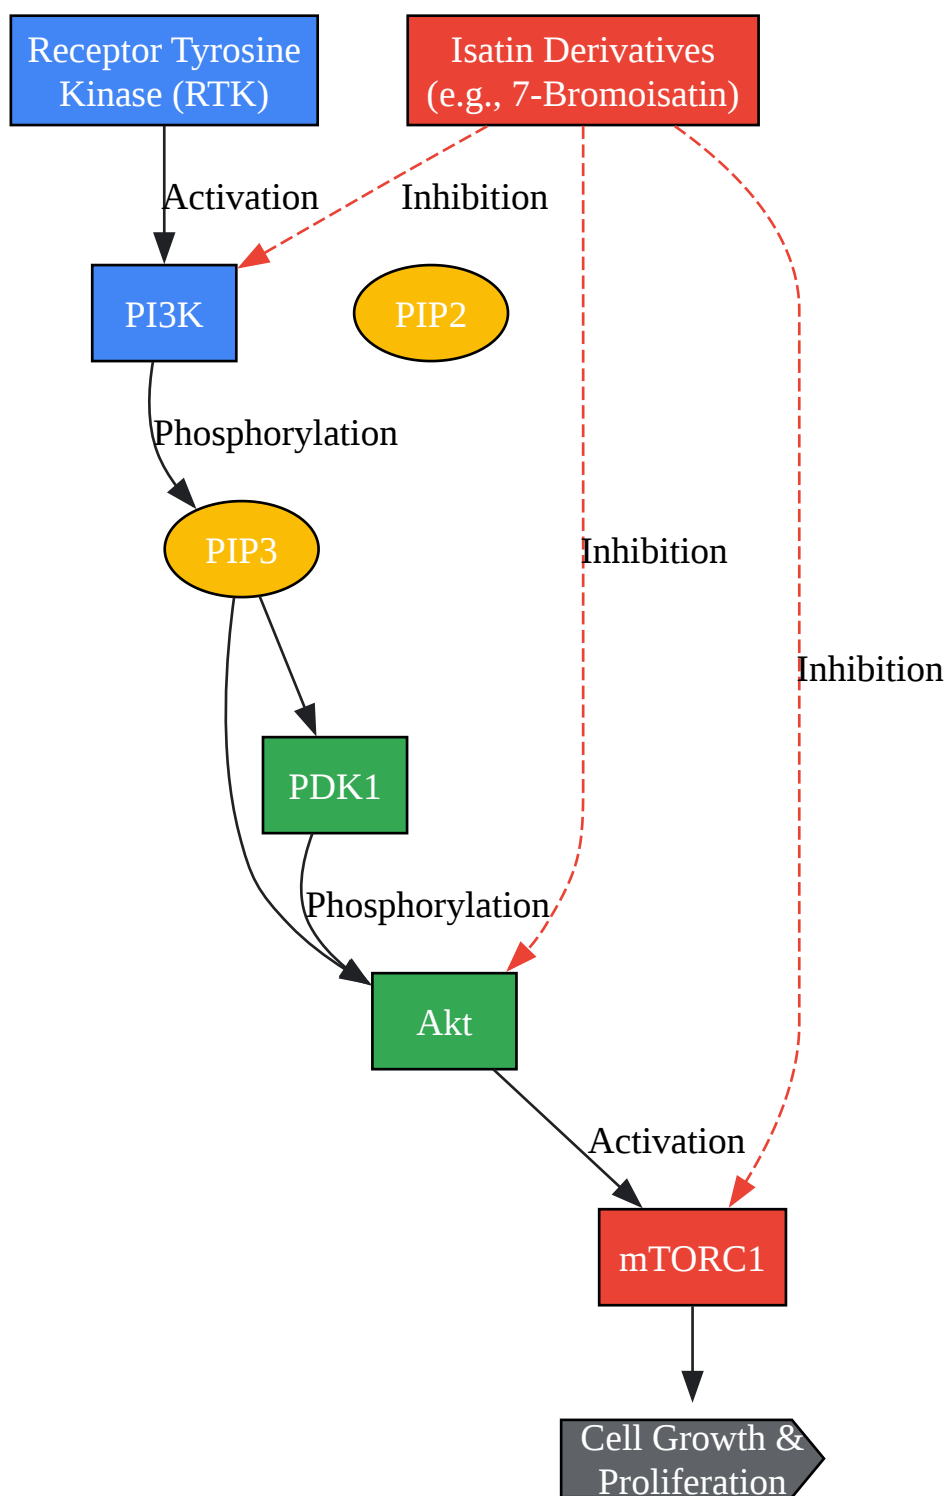 Receptor Tyrosine
Kinase (RTK)
Isatin Derivatives
(e.g., 7-Bromoisatin)
Activation
Inhibition
PI3K
PIP2
Phosphorylation
PIP3
Inhibition
Inhibition
PDK1
Phosphorylation
Akt
Activation
mTORC1
Cell Growth &
Proliferation